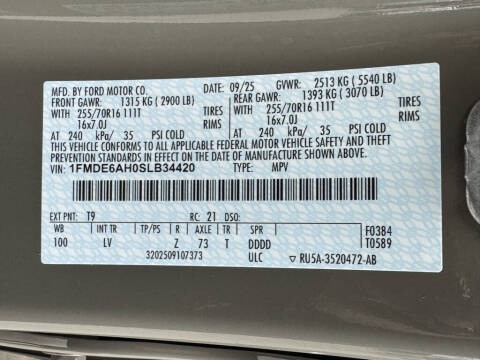 MFD. BY FORD MOTOR CO. DATE: 09/25 GVWR: 2513 KG ( 5540 LB)
FRONT GAWR: 1315 KG ( 2900 LB) REAR GAWR: 1393 KG ( 3070 LB)
WITH 255/70R16 111T TIRES WITH 255/70R16 111T TIRES
16x7.0J RIMS 16x7.0J RIMS
AT 240 kPa/ 35 PSI COLD AT 240 kPa/ 35 PSI COLD
THIS VEHICLE CONFORMS TO ALL APPLICABLE FEDERAL MOTOR VEHICLE SAFETY AND BUMPER
STANDARDS IN EFFECT ON THE DATE OF MANUFACTURE SHOWN ABOVE.
VIN: 1FMDE6AH0SLB34420 TYPE: MPV
EXT PNT: T9 RC: 21 DSO:
WB INT TR TP/PS R AXLE TR SPR F0384
100 LV Z 73 T DDDD T0589
3202509107373 ULC RU5A-3520472-AB